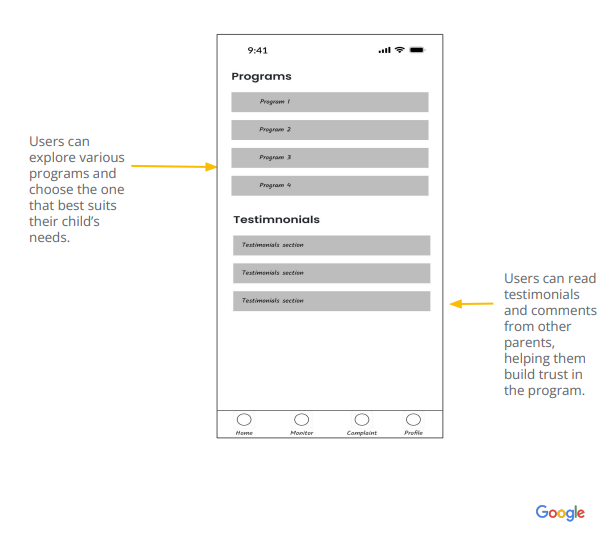 9:41
Programs
Program 1
Program 2
Program 3
Program 4
Testimnonials
Testimonials section
Testimonials section
Testimonials section
Home
Monitor
Complaint
Profile
Users can
explore various
programs and
choose the one
that best suits
their child's
needs.
Users can read
testimonials
and comments
from other
parents,
helping them
build trust in
the program.
Google